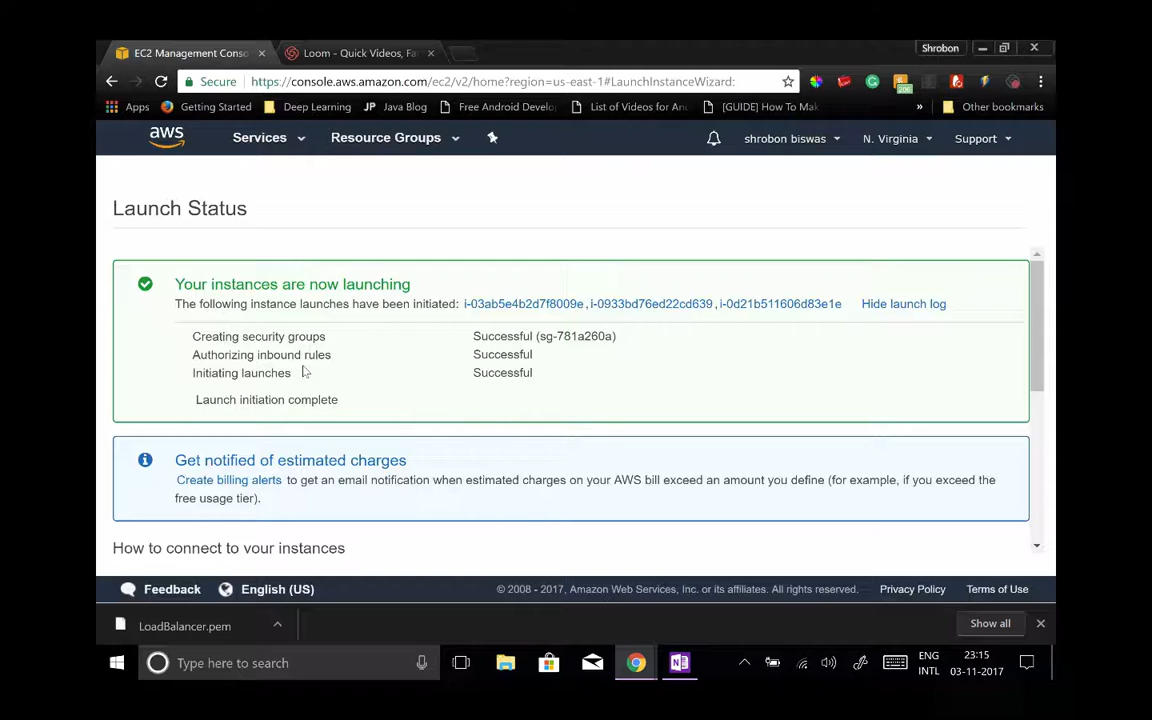 EC2 Management Conso
Loom - Quick Videos, Fa
Shrobon
Secure
https://console.aws.amazon.com/ec2/v2/home?region=us-east-1#LaunchInstanceWizard:
206
Apps
Getting Started
Deep Learning
JP Java Blog
Free Android Develo
List of Videos for An
[GUIDE] How To Mak
»
Other bookmarks
aws
Services
Resource Groups
shrobon biswas
N. Virginia
Support
Launch Status
Your instances are now launching
The following instance launches have been initiated: i-03ab5e4b2d7f8009e, i-0933bd76ed22cd639, i-0d21b511606d83e1e Hide launch log
Creating security groups Successful (sg-781a260a)
Authorizing inbound rules Successful
Initiating launches Successful
Launch initiation complete
Get notified of estimated charges
Create billing alerts to get an email notification when estimated charges on your AWS bill exceed an amount you define (for example, if you exceed the
free usage tier).
How to connect to your instances
Feedback
English (US)
© 2008 - 2017, Amazon Web Services, Inc. or its affiliates. All rights reserved.
Privacy Policy
Terms of Use
LoadBalancer.pem
Show all
Type here to search
ENG
INTL
23:15
03-11-2017